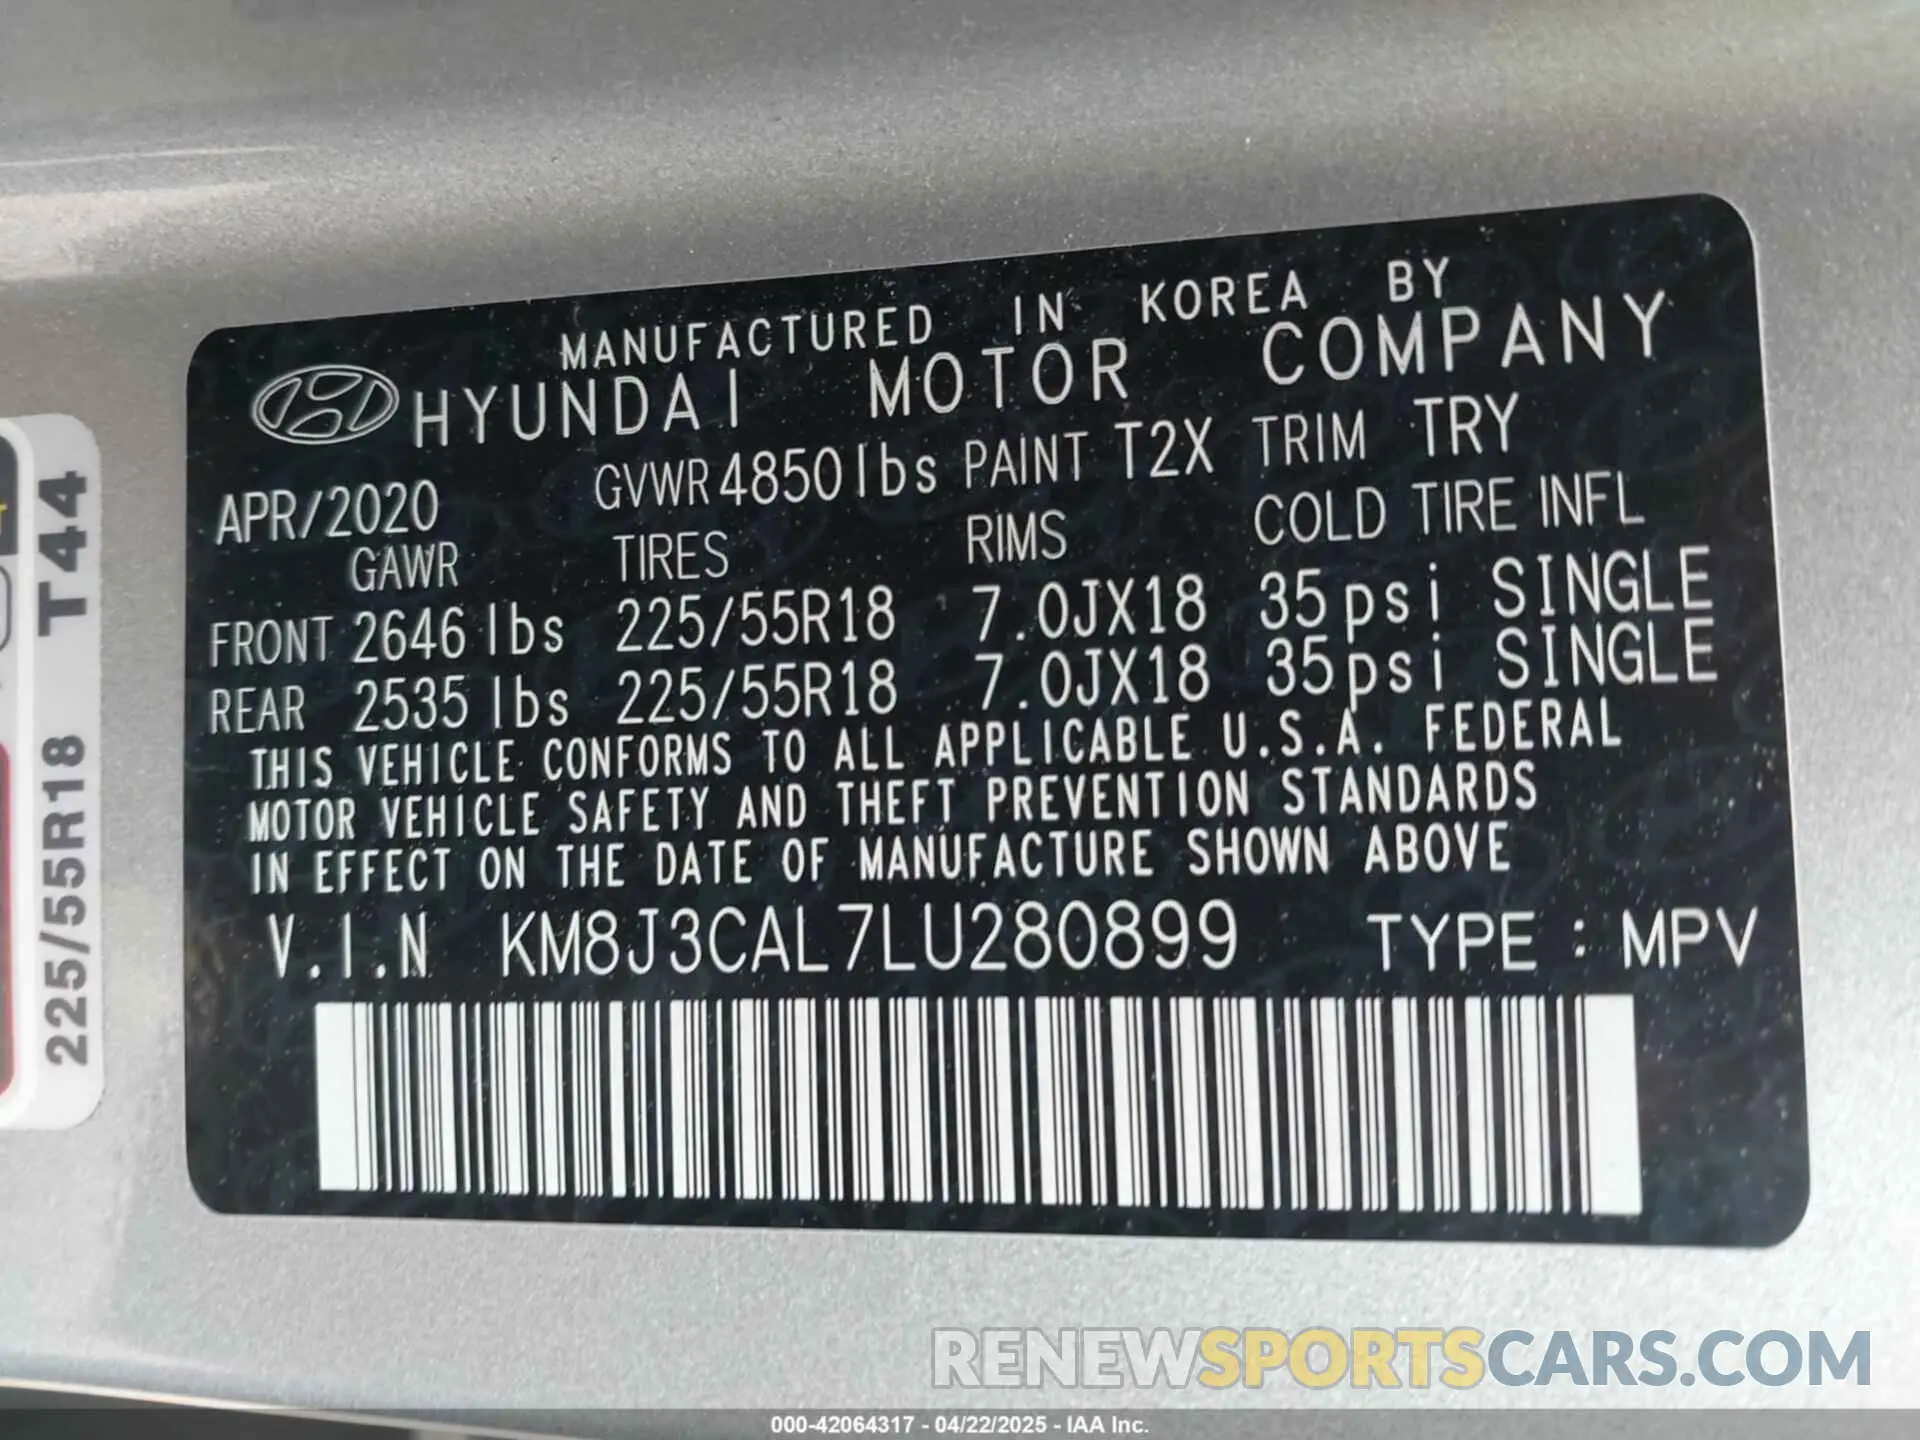 MANUFACTURED IN KOREA BY
HYUNDAI MOTOR COMPANY
APR/2020 GVWR 4850lbs PAINT T2X TRIM TRY
GAWR TIRES RIMS COLD TIRE INFL
FRONT 2646 lbs 225/55R18 7.0JX18 35psi SINGLE
REAR 2535 lbs 225/55R18 7.0JX18 35psi SINGLE
THIS VEHICLE CONFORMS TO ALL APPLICABLE U.S.A. FEDERAL
MOTOR VEHICLE SAFETY AND THEFT PREVENTION STANDARDS
IN EFFECT ON THE DATE OF MANUFACTURE SHOWN ABOVE
V.I.N KM8J3CAL7LU280899 TYPE : MPV
225/55R18 T44
RENEWSPORTSCARS.COM
000-42064317 - 04/22/2025 - IAA Inc.